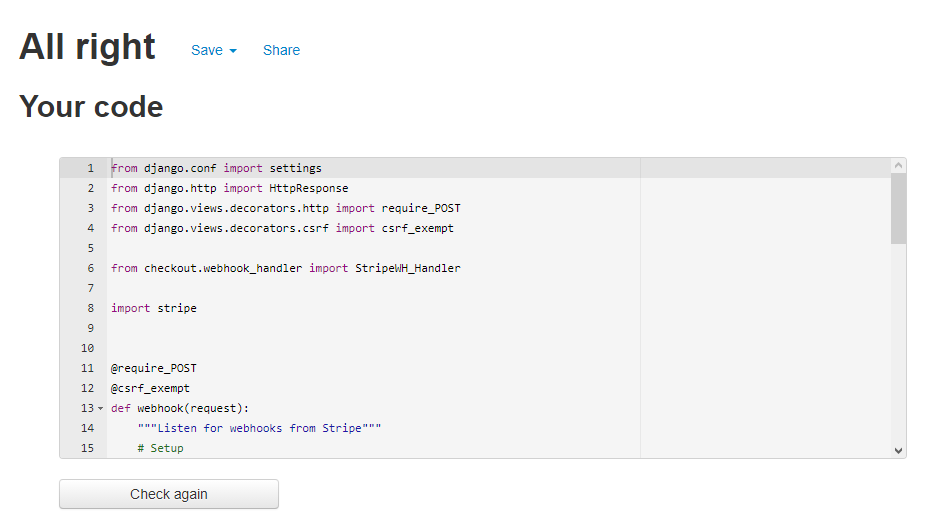 All right Save Share
Your code
1 from django.conf import settings
2 from django.http import HttpResponse
3 from django.views.decorators.http import require_POST
4 from django.views.decorators.csrf import csrf_exempt
5
6 from checkout.webhook_handler import StripeWH_Handler
7
8 import stripe
9
10
11 @require_POST
12 @csrf_exempt
13 def webhook(request):
14 """Listen for webhooks from Stripe"""
15 # Setup
Check again